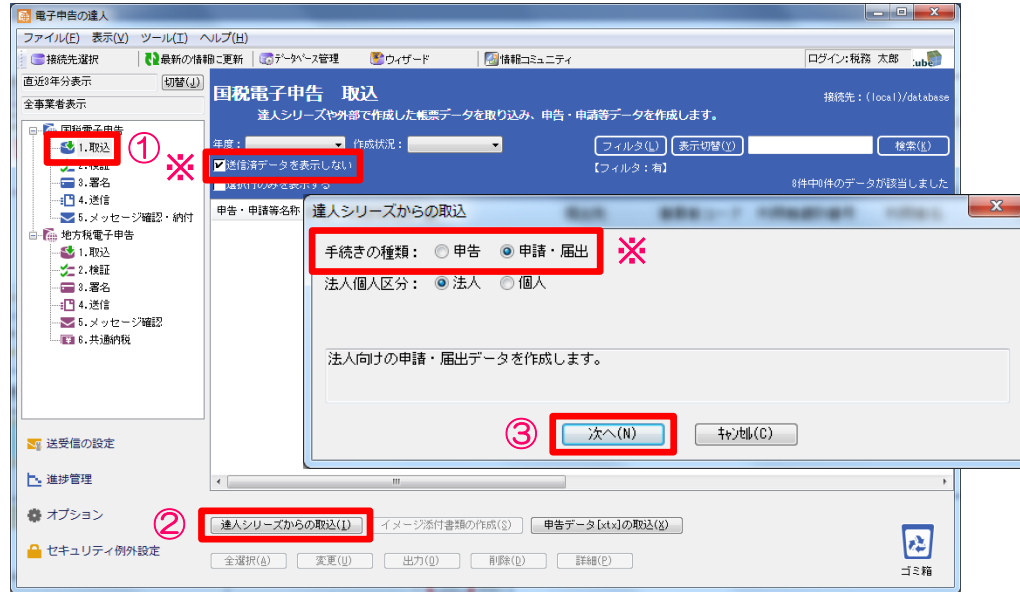 電子申告の達人
ファイル(F) 表示(V) ツール(T) ヘルプ(H)
接続先選択 最新の情報に更新 データベース管理 ウィザード 情報コミュニティ ログイン:税務 太郎
直近3年分表示 切替(J)
全事業者表示
国税電子申告
1.取込
2.検証
3.署名
4.送信
5.メッセージ確認・納付
地方税電子申告
1.取込
2.検証
3.署名
4.送信
5.メッセージ確認
6.共通納税
送受信の設定
進捗管理
オプション
セキュリティ例外設定
①
※
国税電子申告 取込
接続先:(local)/database
達人シリーズや外部で作成した帳票データを取り込み、申告・申請等データを作成します。
年度: 作成状況: フィルタ(L) 表示切替(Y) 検索(K)
送信済データを表示しない
【フィルタ:有】
選択行のみを表示する
8件中0件のデータが該当しました
申告・申請等名称
達人シリーズからの取込
手続きの種類: 申告 申請・届出
※
法人個人区分: 法人 個人
法人向けの申請・届出データを作成します。
③
次へ(N) キャンセル(C)
②
達人シリーズからの取込(I) イメージ添付書類の作成(S) 申告データ[xtx]の取込(X)
全選択(A) 変更(U) 出力(O) 削除(D) 詳細(P)
ゴミ箱